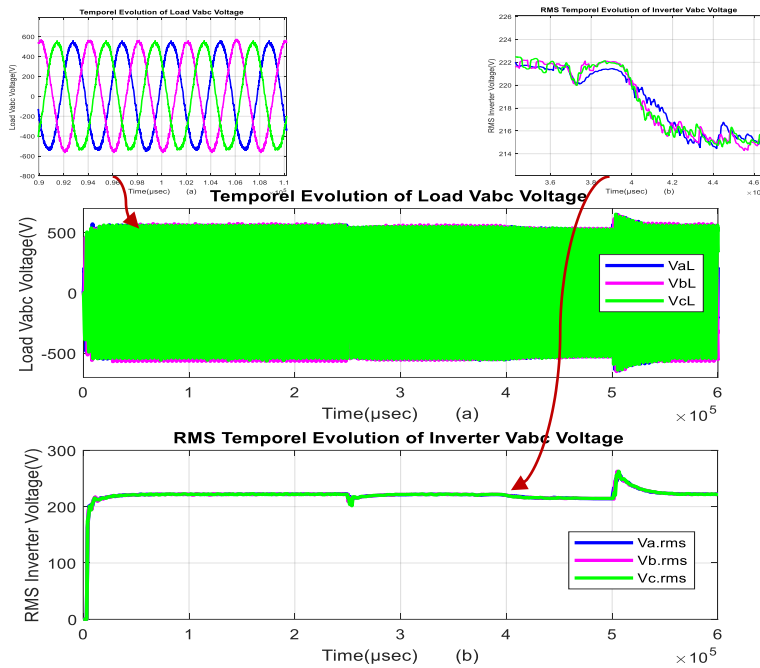 Temporel Evolution of Load Vabc Voltage
Load Vabc Voltage(V)
600
400
200
0
-200
-400
-600
-800
0.9 0.92 0.94 0.96 0.98 1 1.02 1.04 1.06 1.08 1.1
Time(μsec) (a) ×10⁵
RMS Temporel Evolution of Inverter Vabc Voltage
RMS Inverter Voltage(V)
226
224
222
220
218
216
214
3.6 3.8 4 4.2 4.4 4.6
Time(μsec) (b)
Temporel Evolution of Load Vabc Voltage
Load Vabc Voltage(V)
500
0
-500
VaL
VbL
VcL
0 1 2 3 4 5 6
Time(μsec) (a) ×10⁵
RMS Temporel Evolution of Inverter Vabc Voltage
RMS Inverter Voltage(V)
300
200
100
0
Va.rms
Vb.rms
Vc.rms
0 1 2 3 4 5 6
Time(μsec) (b) ×10⁵